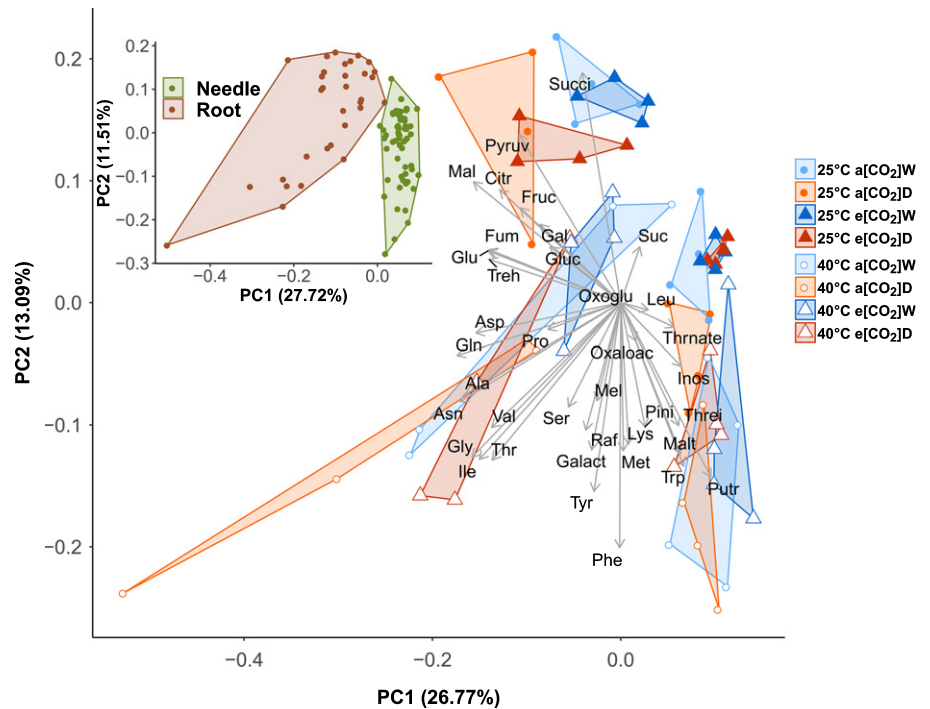 0.2
0.1
0.0
−0.1
−0.2
−0.4
−0.2
0.0
PC2 (13.09%)
PC1 (26.77%)
0.2
0.1
0.0
−0.1
−0.2
−0.3
−0.6
−0.4
−0.2
0.0
PC2 (11.51%)
PC1 (27.72%)
Needle
Root
Succi
Pyruv
Mal
Citr
Fruc
Fum
Gal
Suc
Glu
Gluc
Treh
Oxoglu
Leu
Asp
Thrnate
Gln
Pro
Oxaloac
Inos
Ala
Mel
Asn
Val
Ser
Pini
Threi
Lys
Gly
Thr
Raf
Malt
Ile
Galact
Met
Trp
Putr
Tyr
Phe
25°C a[CO₂]W
25°C a[CO₂]D
25°C e[CO₂]W
25°C e[CO₂]D
40°C a[CO₂]W
40°C a[CO₂]D
40°C e[CO₂]W
40°C e[CO₂]D